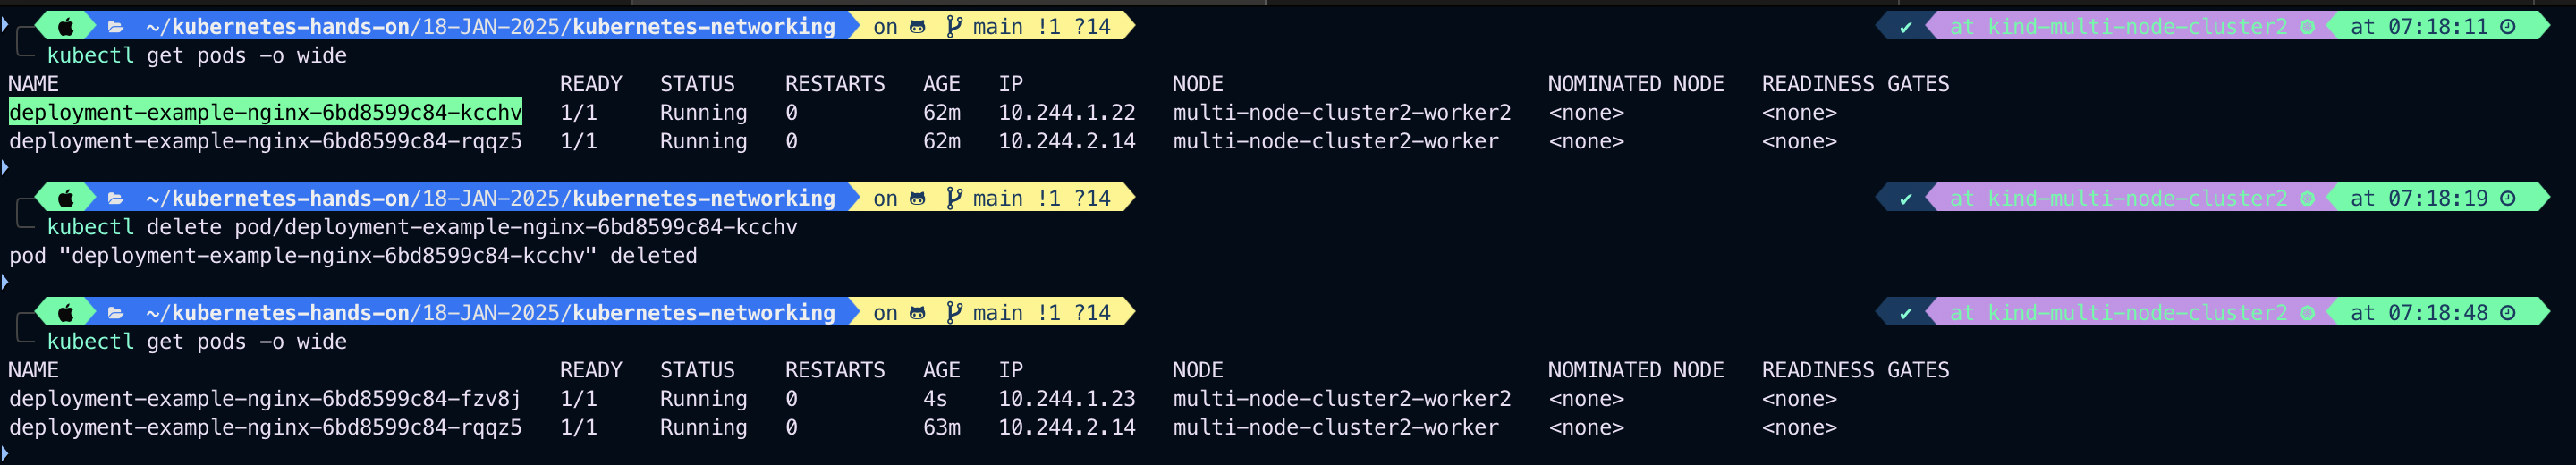 ~/kubernetes-hands-on/18-JAN-2025/kubernetes-networking on main !1 ?14 ✔ at kind-multi-node-cluster2 at 07:18:11
kubectl get pods -o wide
NAME READY STATUS RESTARTS AGE IP NODE NOMINATED NODE READINESS GATES
deployment-example-nginx-6bd8599c84-kcchv 1/1 Running 0 62m 10.244.1.22 multi-node-cluster2-worker2 <none> <none>
deployment-example-nginx-6bd8599c84-rqqz5 1/1 Running 0 62m 10.244.2.14 multi-node-cluster2-worker <none> <none>
~/kubernetes-hands-on/18-JAN-2025/kubernetes-networking on main !1 ?14 ✔ at kind-multi-node-cluster2 at 07:18:19
kubectl delete pod/deployment-example-nginx-6bd8599c84-kcchv
pod "deployment-example-nginx-6bd8599c84-kcchv" deleted
~/kubernetes-hands-on/18-JAN-2025/kubernetes-networking on main !1 ?14 ✔ at kind-multi-node-cluster2 at 07:18:48
kubectl get pods -o wide
NAME READY STATUS RESTARTS AGE IP NODE NOMINATED NODE READINESS GATES
deployment-example-nginx-6bd8599c84-fzv8j 1/1 Running 0 4s 10.244.1.23 multi-node-cluster2-worker2 <none> <none>
deployment-example-nginx-6bd8599c84-rqqz5 1/1 Running 0 63m 10.244.2.14 multi-node-cluster2-worker <none> <none>